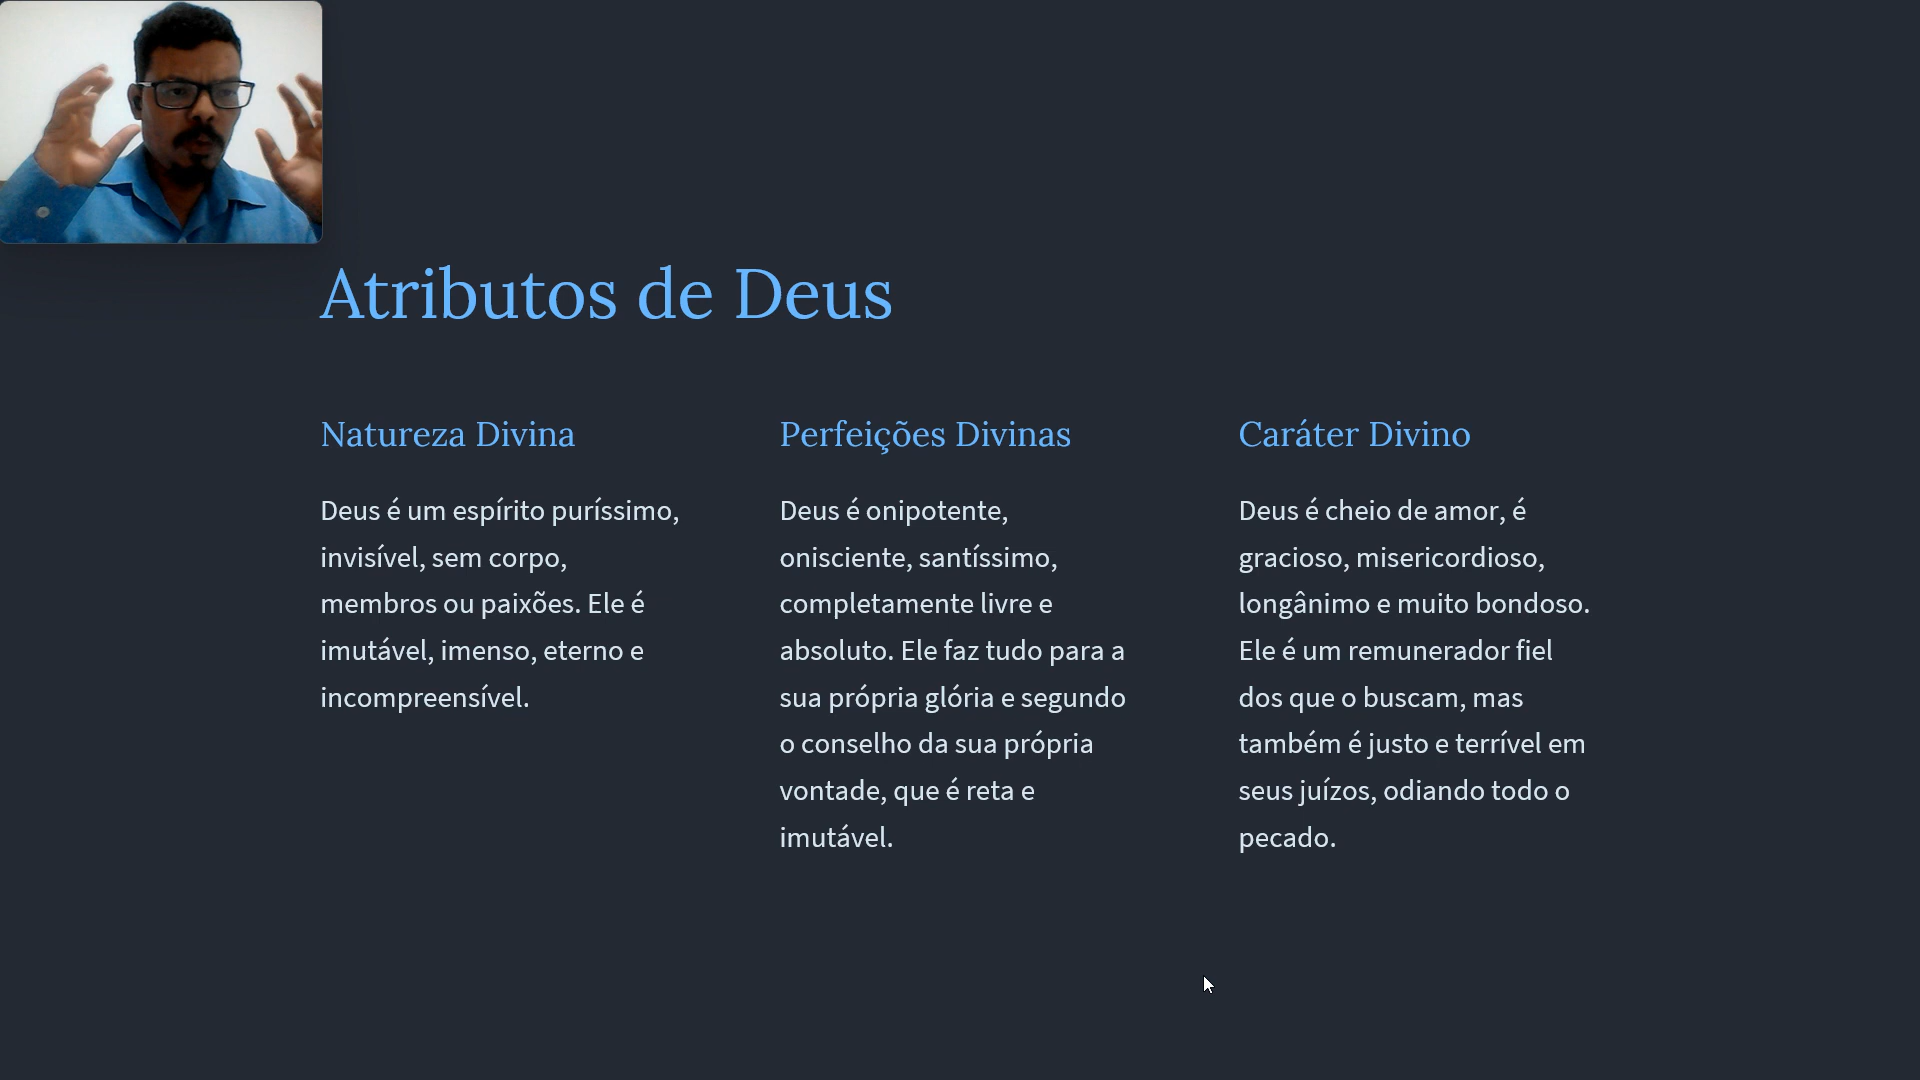 Atributos de Deus
Natureza Divina
Deus é um espírito puríssimo,
invisível, sem corpo,
membros ou paixões. Ele é
imutável, imenso, eterno e
incompreensível.
Perfeições Divinas
Deus é onipotente,
onisciente, santíssimo,
completamente livre e
absoluto. Ele faz tudo para a
sua própria glória e segundo
o conselho da sua própria
vontade, que é reta e
imutável.
Caráter Divino
Deus é cheio de amor, é
gracioso, misericordioso,
longânimo e muito bondoso.
Ele é um remunerador fiel
dos que o buscam, mas
também é justo e terrível em
seus juízos, odiando todo o
pecado.